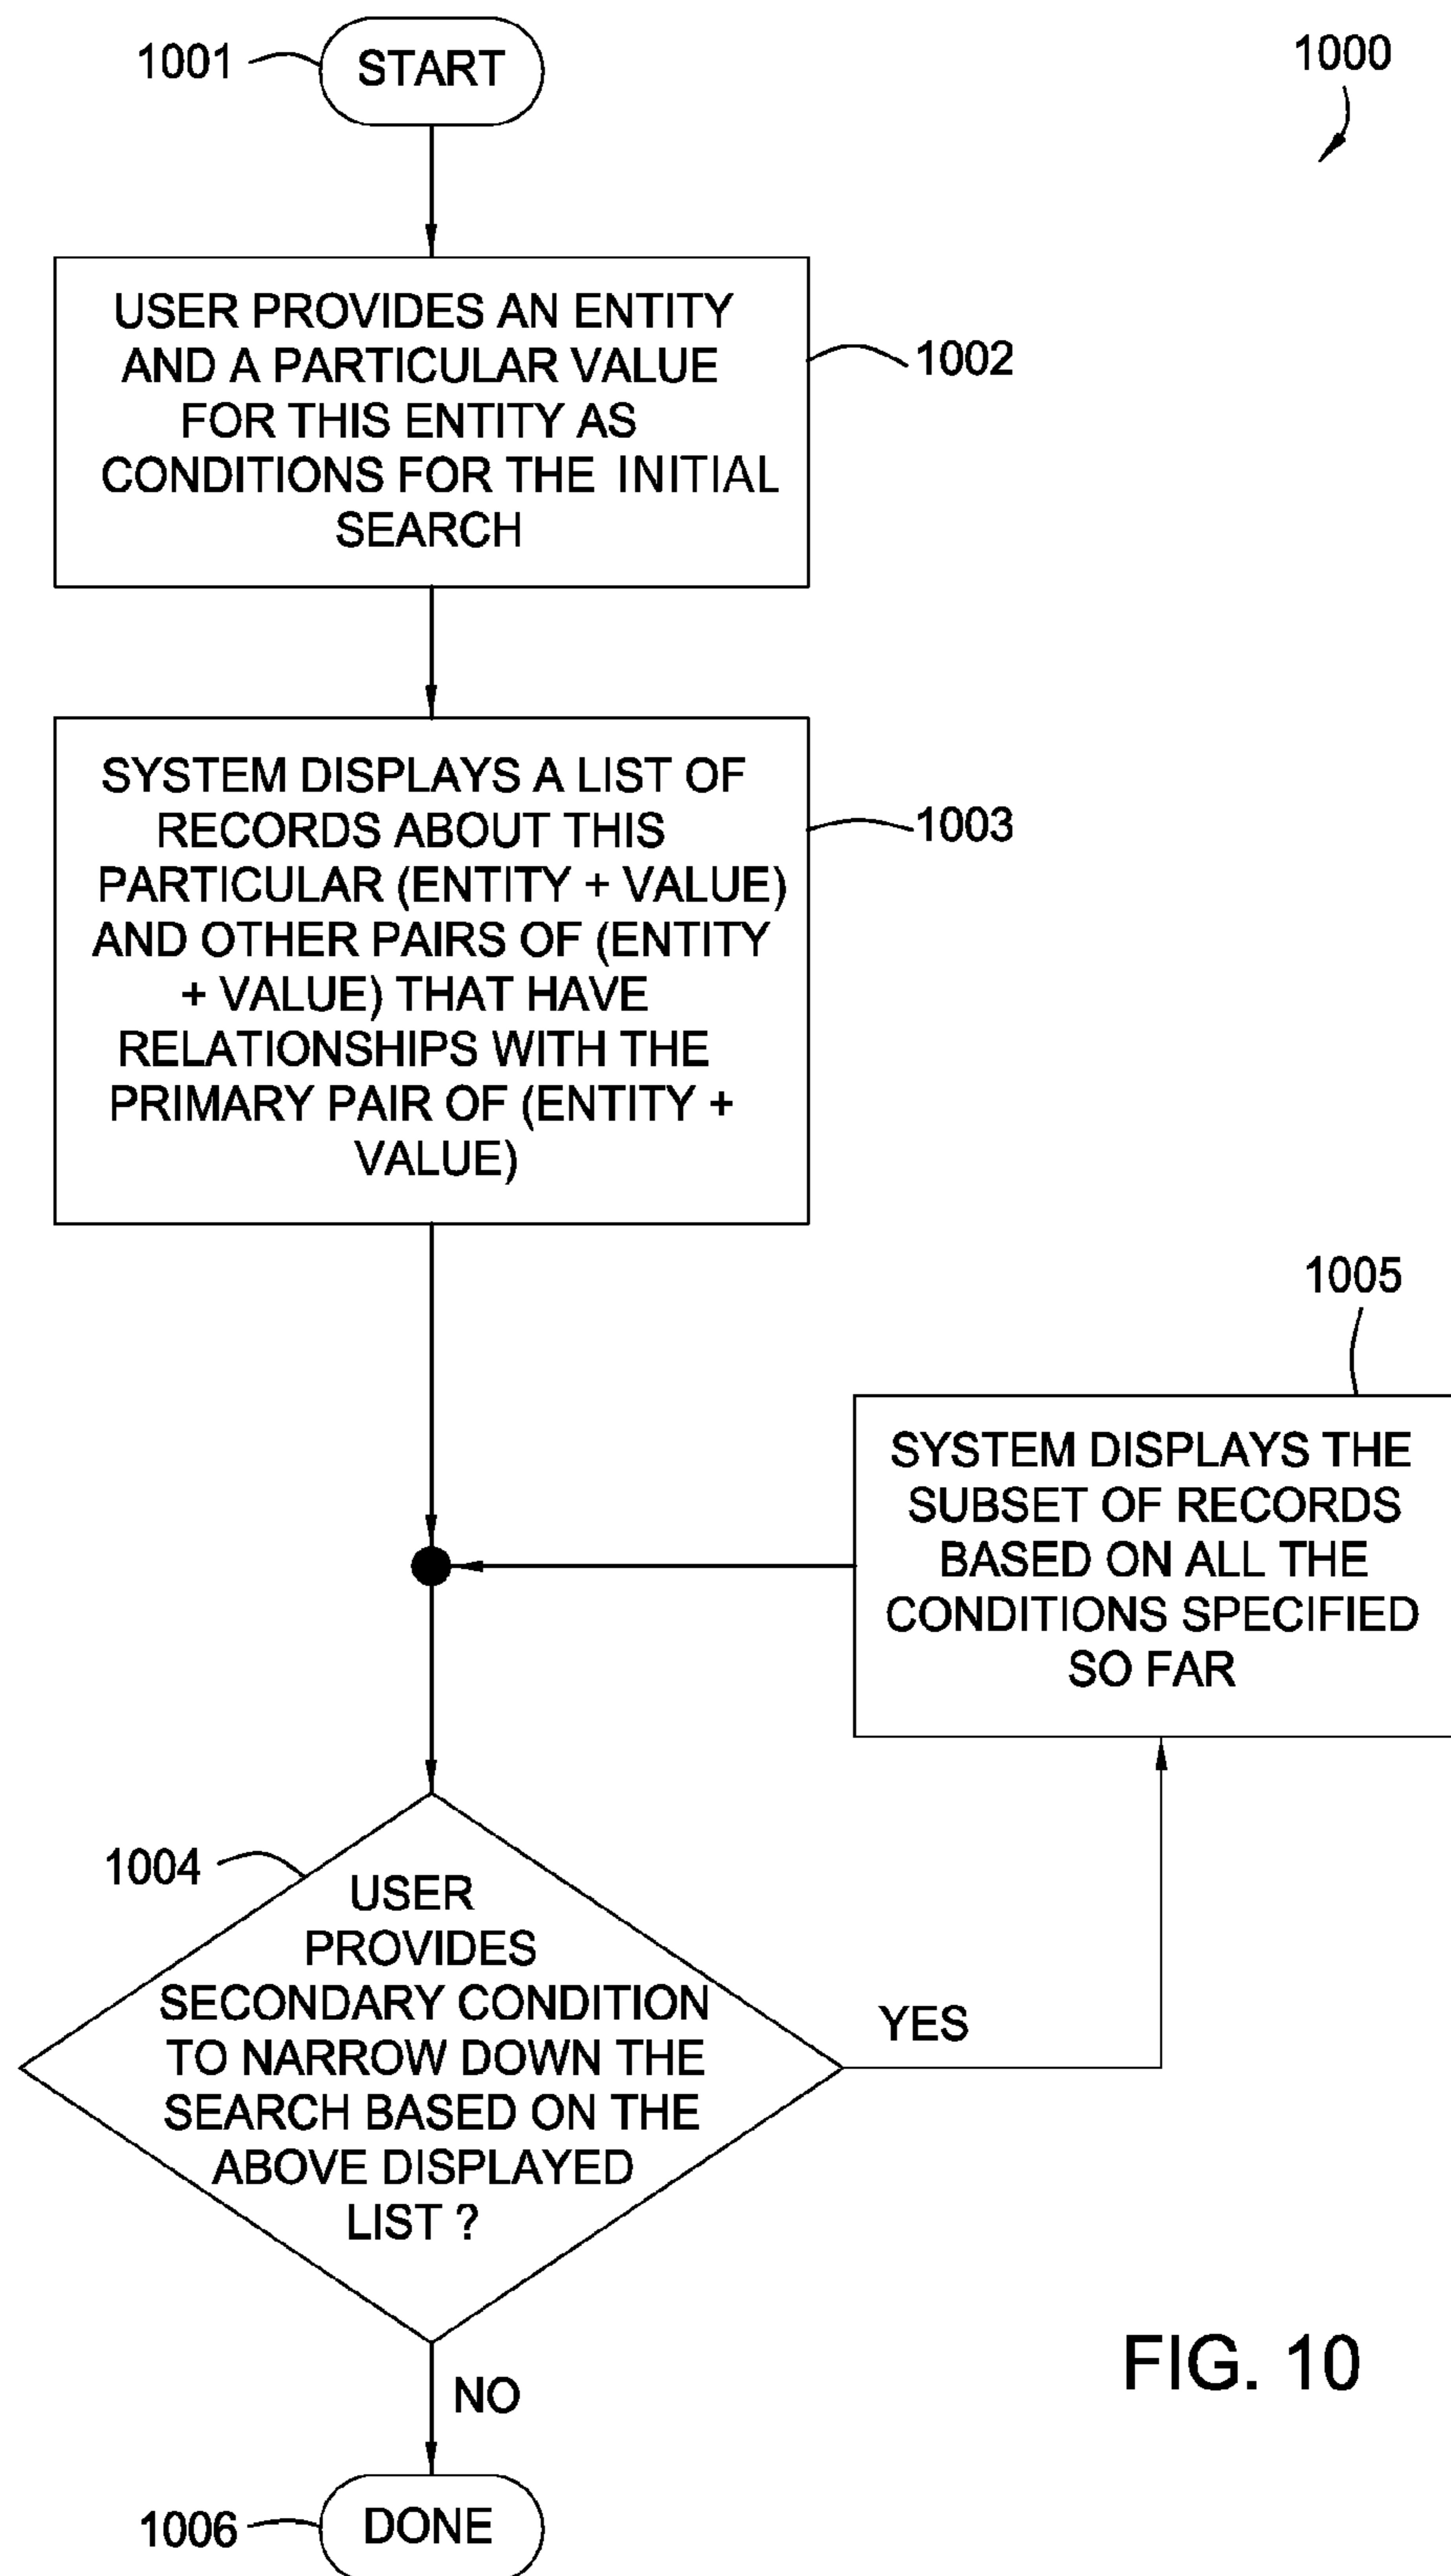 1001
START
1000
USER PROVIDES AN ENTITY
AND A PARTICULAR VALUE
FOR THIS ENTITY AS
CONDITIONS FOR THE INITIAL
SEARCH
1002
SYSTEM DISPLAYS A LIST OF
RECORDS ABOUT THIS
PARTICULAR (ENTITY + VALUE)
AND OTHER PAIRS OF (ENTITY
+ VALUE) THAT HAVE
RELATIONSHIPS WITH THE
PRIMARY PAIR OF (ENTITY +
VALUE)
1003
1005
SYSTEM DISPLAYS THE
SUBSET OF RECORDS
BASED ON ALL THE
CONDITIONS SPECIFIED
SO FAR
1004
USER
PROVIDES
SECONDARY CONDITION
TO NARROW DOWN THE
SEARCH BASED ON THE
ABOVE DISPLAYED
LIST ?
YES
NO
1006
DONE
FIG. 10